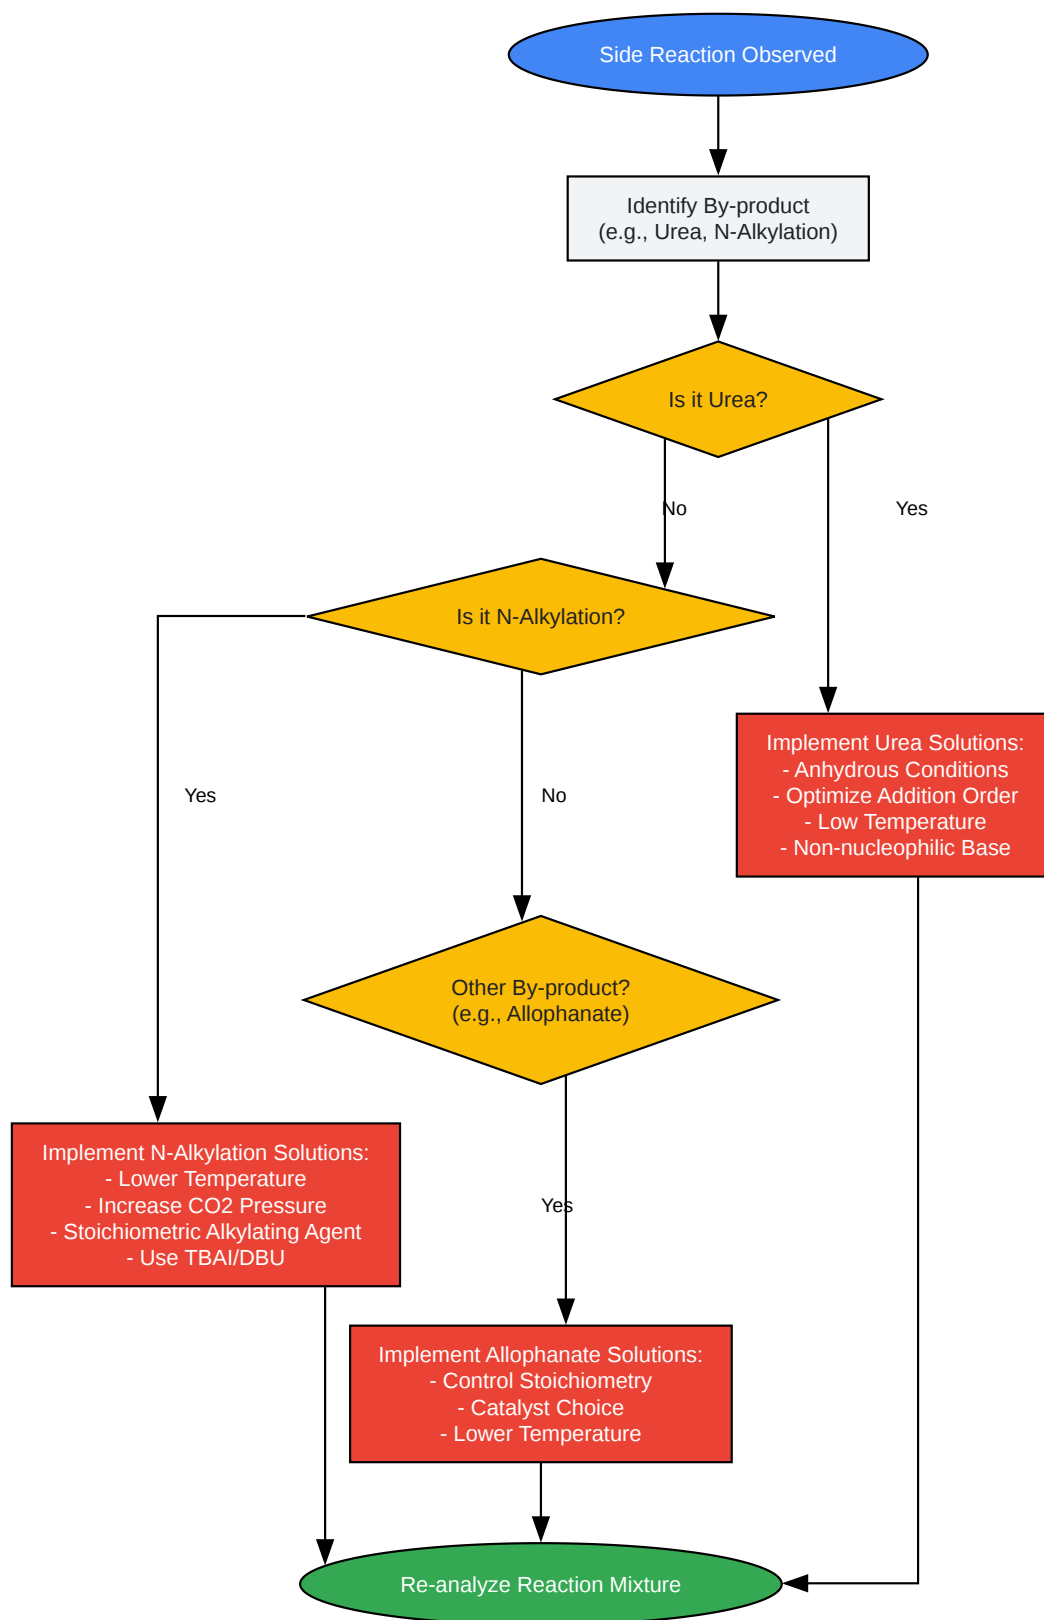 Side Reaction Observed
Identify By-product
(e.g., Urea, N-Alkylation)
Is it Urea?
No
Yes
Is it N-Alkylation?
Implement Urea Solutions:
- Anhydrous Conditions
- Optimize Addition Order
- Low Temperature
- Non-nucleophilic Base
Yes
No
Other By-product?
(e.g., Allophanate)
Implement N-Alkylation Solutions:
- Lower Temperature
- Increase CO2 Pressure
- Stoichiometric Alkylating Agent
- Use TBAI/DBU
Yes
Implement Allophanate Solutions:
- Control Stoichiometry
- Catalyst Choice
- Lower Temperature
Re-analyze Reaction Mixture